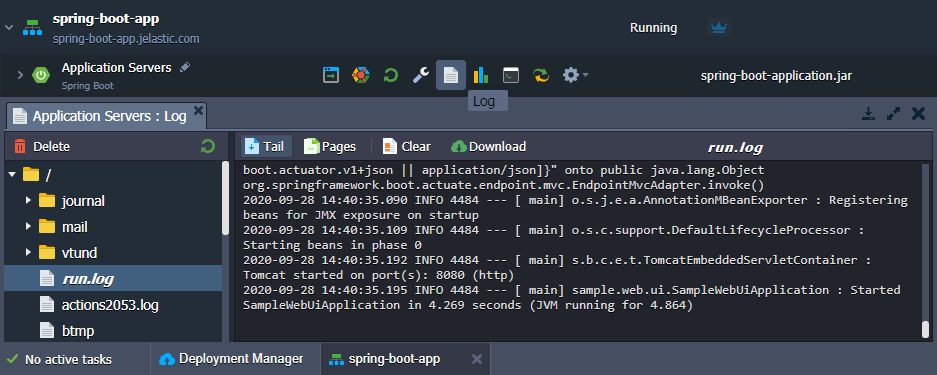 spring-boot-app
spring-boot-app.jelastic.com
Running
Application Servers
Spring Boot
spring-boot-application.jar
Log
Application Servers : Log
Delete
Tail
Pages
Clear
Download
run.log
/
journal
mail
vtund
run.log
actions2053.log
btmp
boot.actuator.v1+json || application/json]}" onto public java.lang.Object
org.springframework.boot.actuate.endpoint.mvc.EndpointMvcAdapter.invoke()
2020-09-28 14:40:35.090 INFO 4484 --- [ main] o.s.j.e.a.AnnotationMBeanExporter : Registering
beans for JMX exposure on startup
2020-09-28 14:40:35.109 INFO 4484 --- [ main] o.s.c.support.DefaultLifecycleProcessor :
Starting beans in phase 0
2020-09-28 14:40:35.192 INFO 4484 --- [ main] s.b.c.e.t.TomcatEmbeddedServletContainer :
Tomcat started on port(s): 8080 (http)
2020-09-28 14:40:35.195 INFO 4484 --- [ main] sample.web.ui.SampleWebUiApplication : Started
SampleWebUiApplication in 4.269 seconds (JVM running for 4.864)
No active tasks
Deployment Manager
spring-boot-app